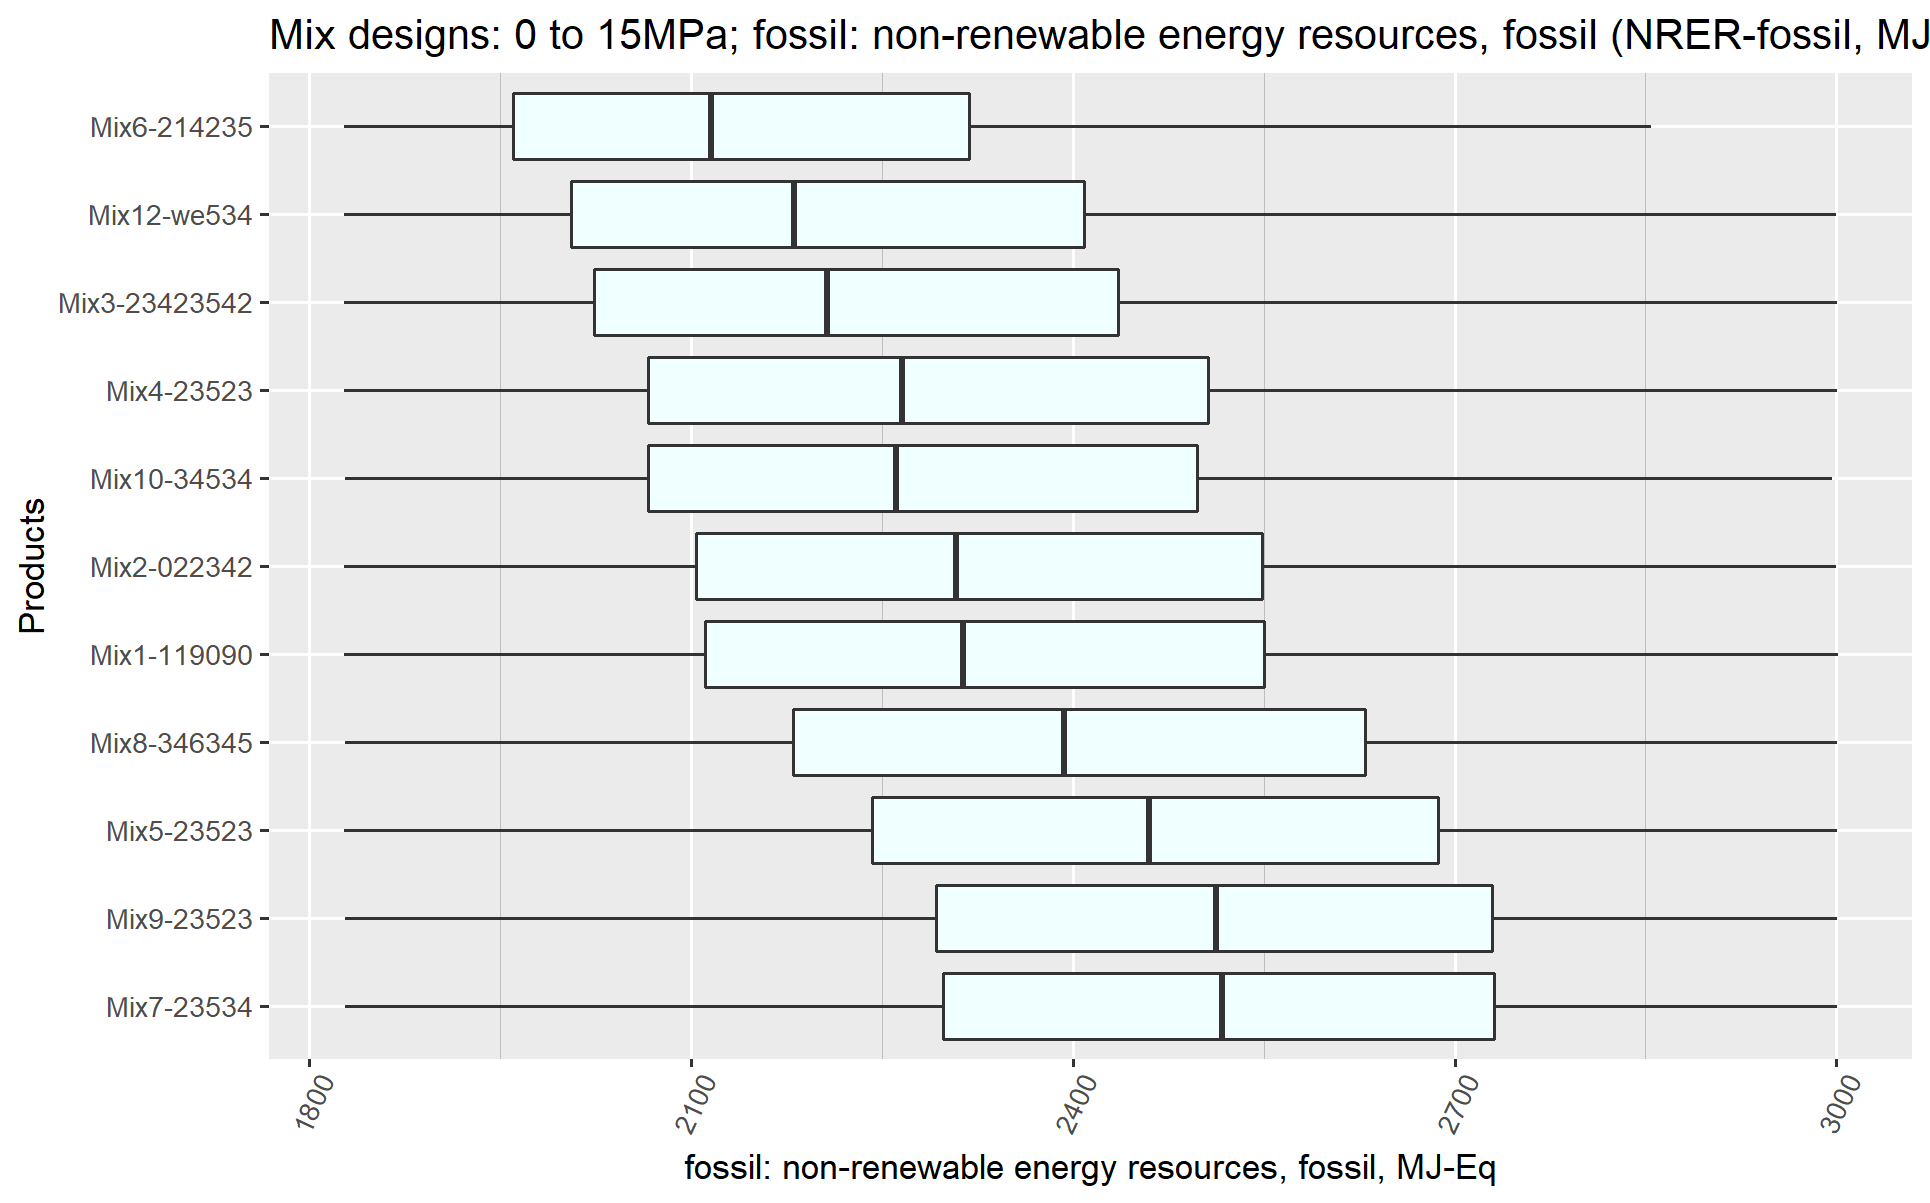 Mix designs: 0 to 15MPa; fossil: non-renewable energy resources, fossil (NRER-fossil, MJ
Products
Mix6-214235
Mix12-we534
Mix3-23423542
Mix4-23523
Mix10-34534
Mix2-022342
Mix1-119090
Mix8-346345
Mix5-23523
Mix9-23523
Mix7-23534
1800 2100 2400 2700 3000
fossil: non-renewable energy resources, fossil, MJ-Eq